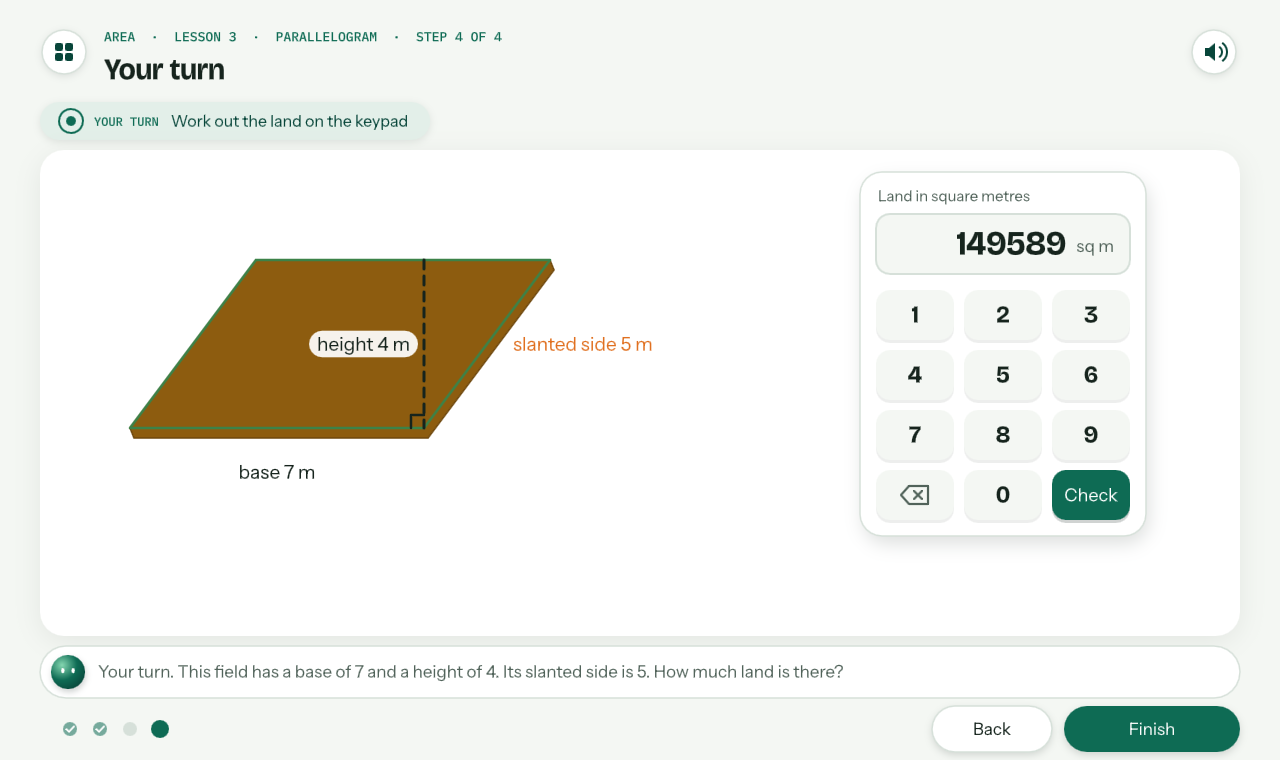 AREA · LESSON 3 · PARALLELOGRAM · STEP 4 OF 4
Your turn
YOUR TURN Work out the land on the keypad
Land in square metres
149589 sq m
height 4 m
slanted side 5 m
base 7 m
1 2 3
4 5 6
7 8 9
0 Check
Your turn. This field has a base of 7 and a height of 4. Its slanted side is 5. How much land is there?
Back Finish